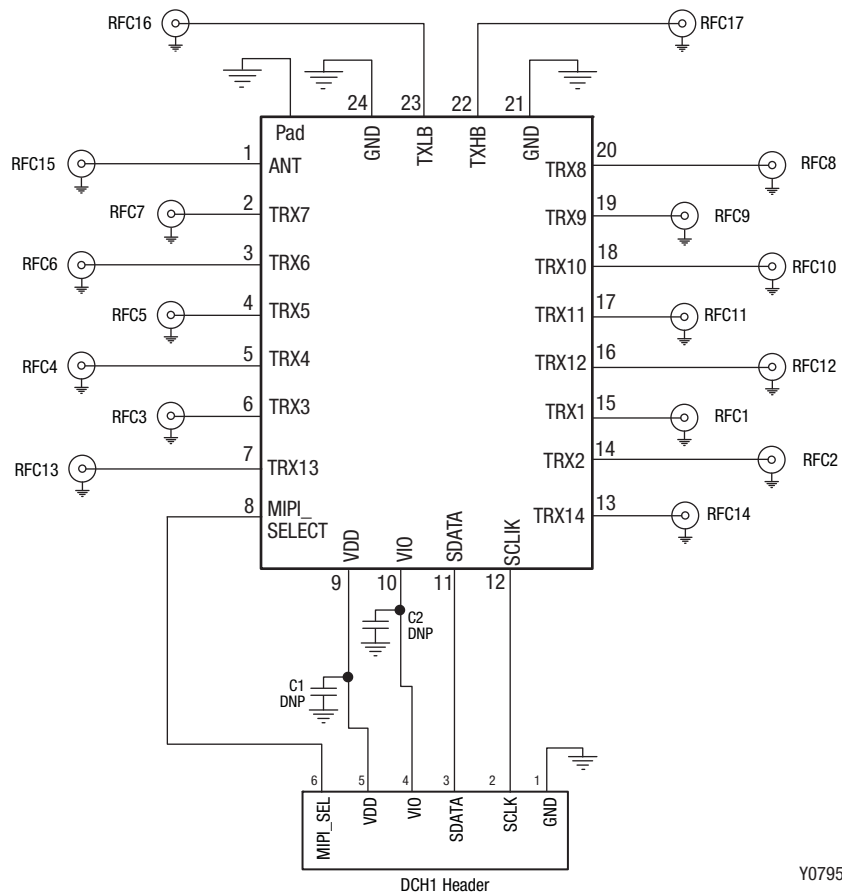 RFC16
RFC17
24
23
22
21
Pad
GND
TXLB
TXHB
GND
RFC15
1
ANT
RFC7
2
TRX7
RFC6
3
TRX6
RFC5
4
TRX5
RFC4
5
TRX4
RFC3
6
TRX3
RFC13
7
TRX13
8
MIPI_
SELECT
TRX8
20
RFC8
TRX9
19
RFC9
TRX10
18
RFC10
TRX11
17
RFC11
TRX12
16
RFC12
TRX1
15
RFC1
TRX2
14
RFC2
TRX14
13
RFC14
VDD
VIO
SDATA
SCLIK
9
10
11
12
C2
DNP
C1
DNP
6
5
4
3
2
1
MIPI_SEL
VDD
VIO
SDATA
SCLK
GND
DCH1 Header
Y0795